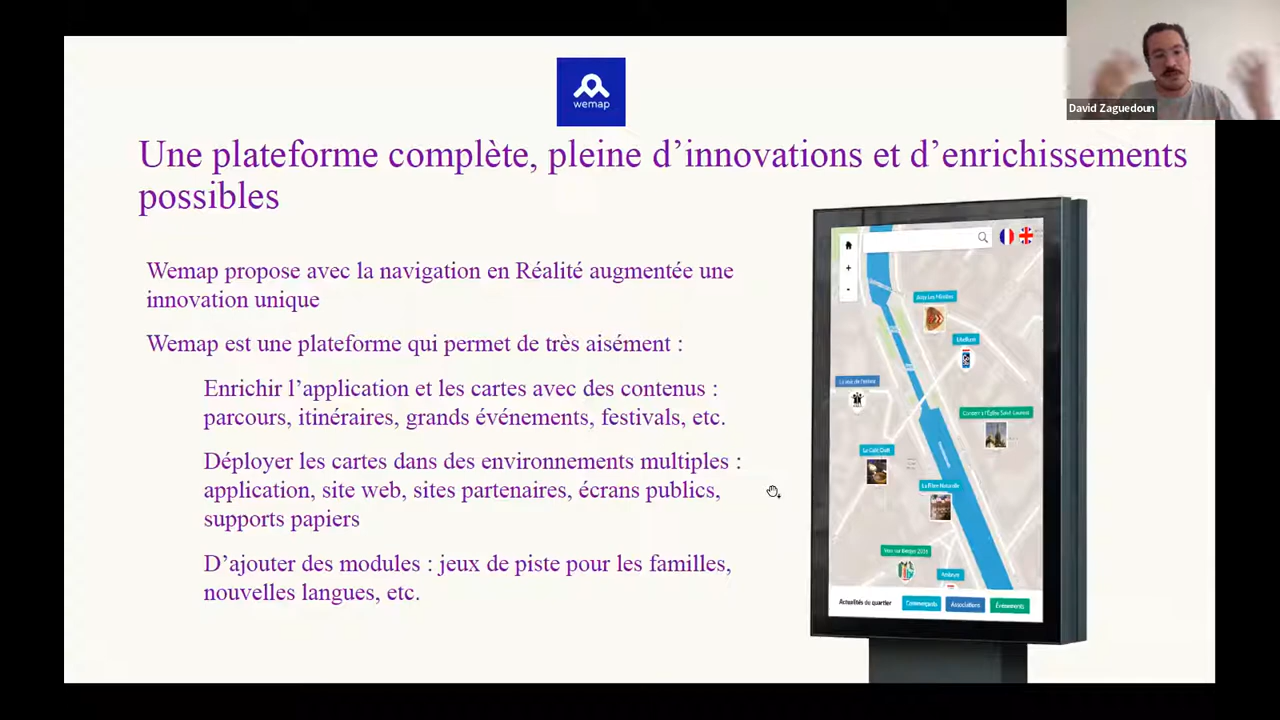 wemap
David Zaguedoun
Une plateforme complète, pleine d’innovations et d’enrichissements
possibles
Wemap propose avec la navigation en Réalité augmentée une
innovation unique
Wemap est une plateforme qui permet de très aisément :
Enrichir l’application et les cartes avec des contenus :
parcours, itinéraires, grands événements, festivals, etc.
Déployer les cartes dans des environnements multiples :
application, site web, sites partenaires, écrans publics,
supports papiers
D’ajouter des modules : jeux de piste pour les familles,
nouvelles langues, etc.
Le Café Craft
Actualités de quartier
Commerçants
Associations
Événements